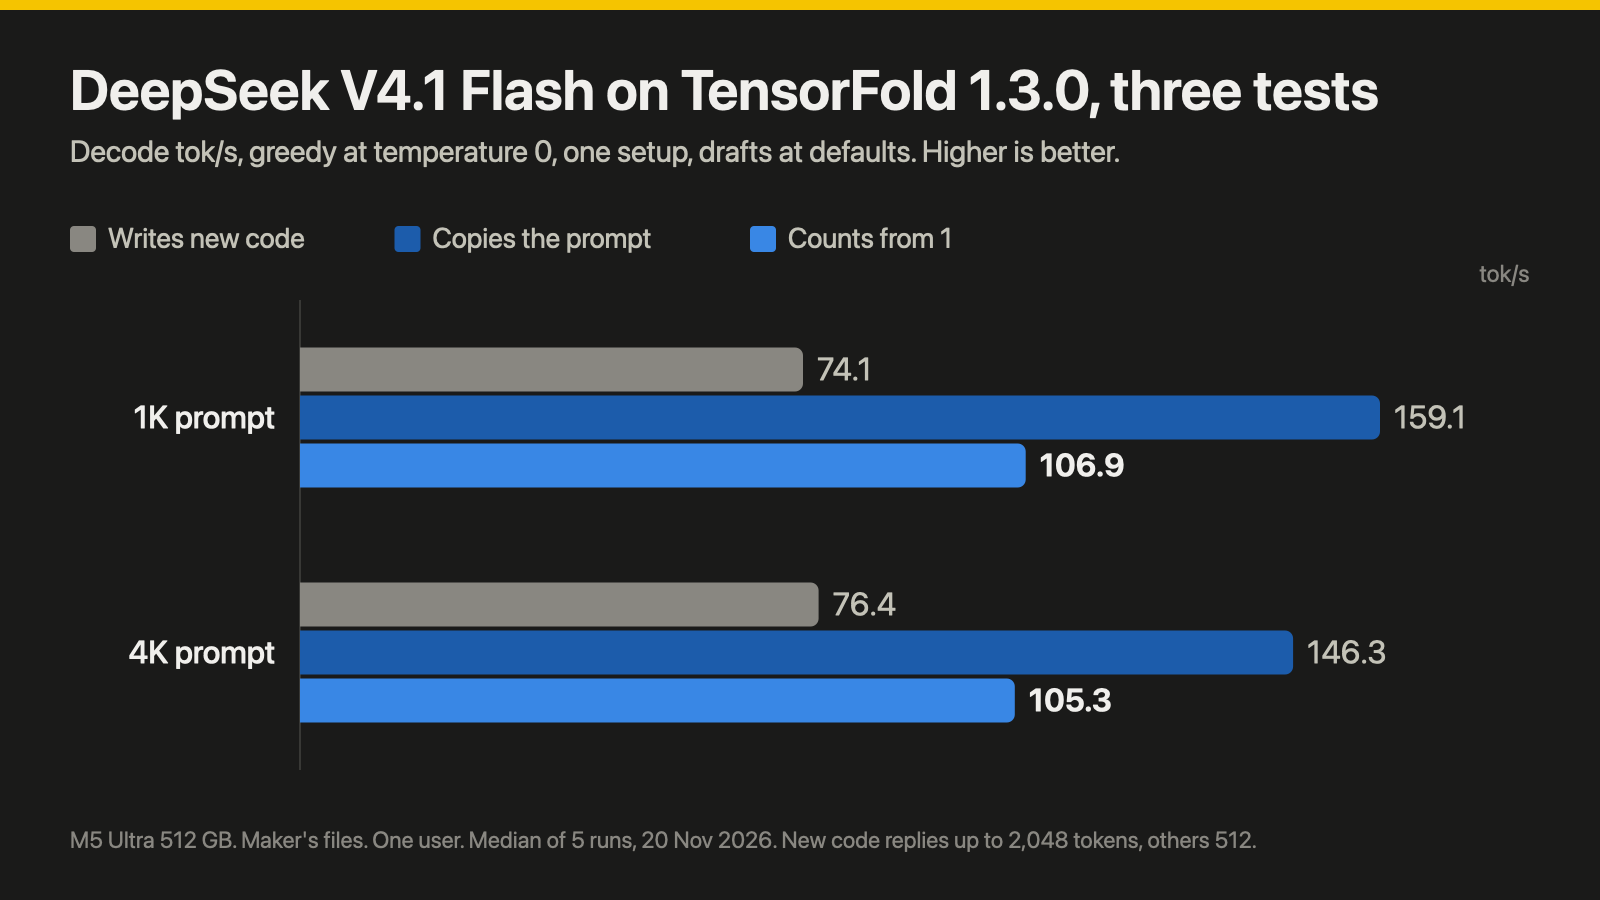 DeepSeek V4.1 Flash on TensorFold 1.3.0, three tests
Decode tok/s, greedy at temperature 0, one setup, drafts at defaults. Higher is better.
Writes new code
Copies the prompt
Counts from 1
tok/s
74.1
1K prompt
159.1
106.9
76.4
4K prompt
146.3
105.3
M5 Ultra 512 GB. Maker's files. One user. Median of 5 runs, 20 Nov 2026. New code replies up to 2,048 tokens, others 512.